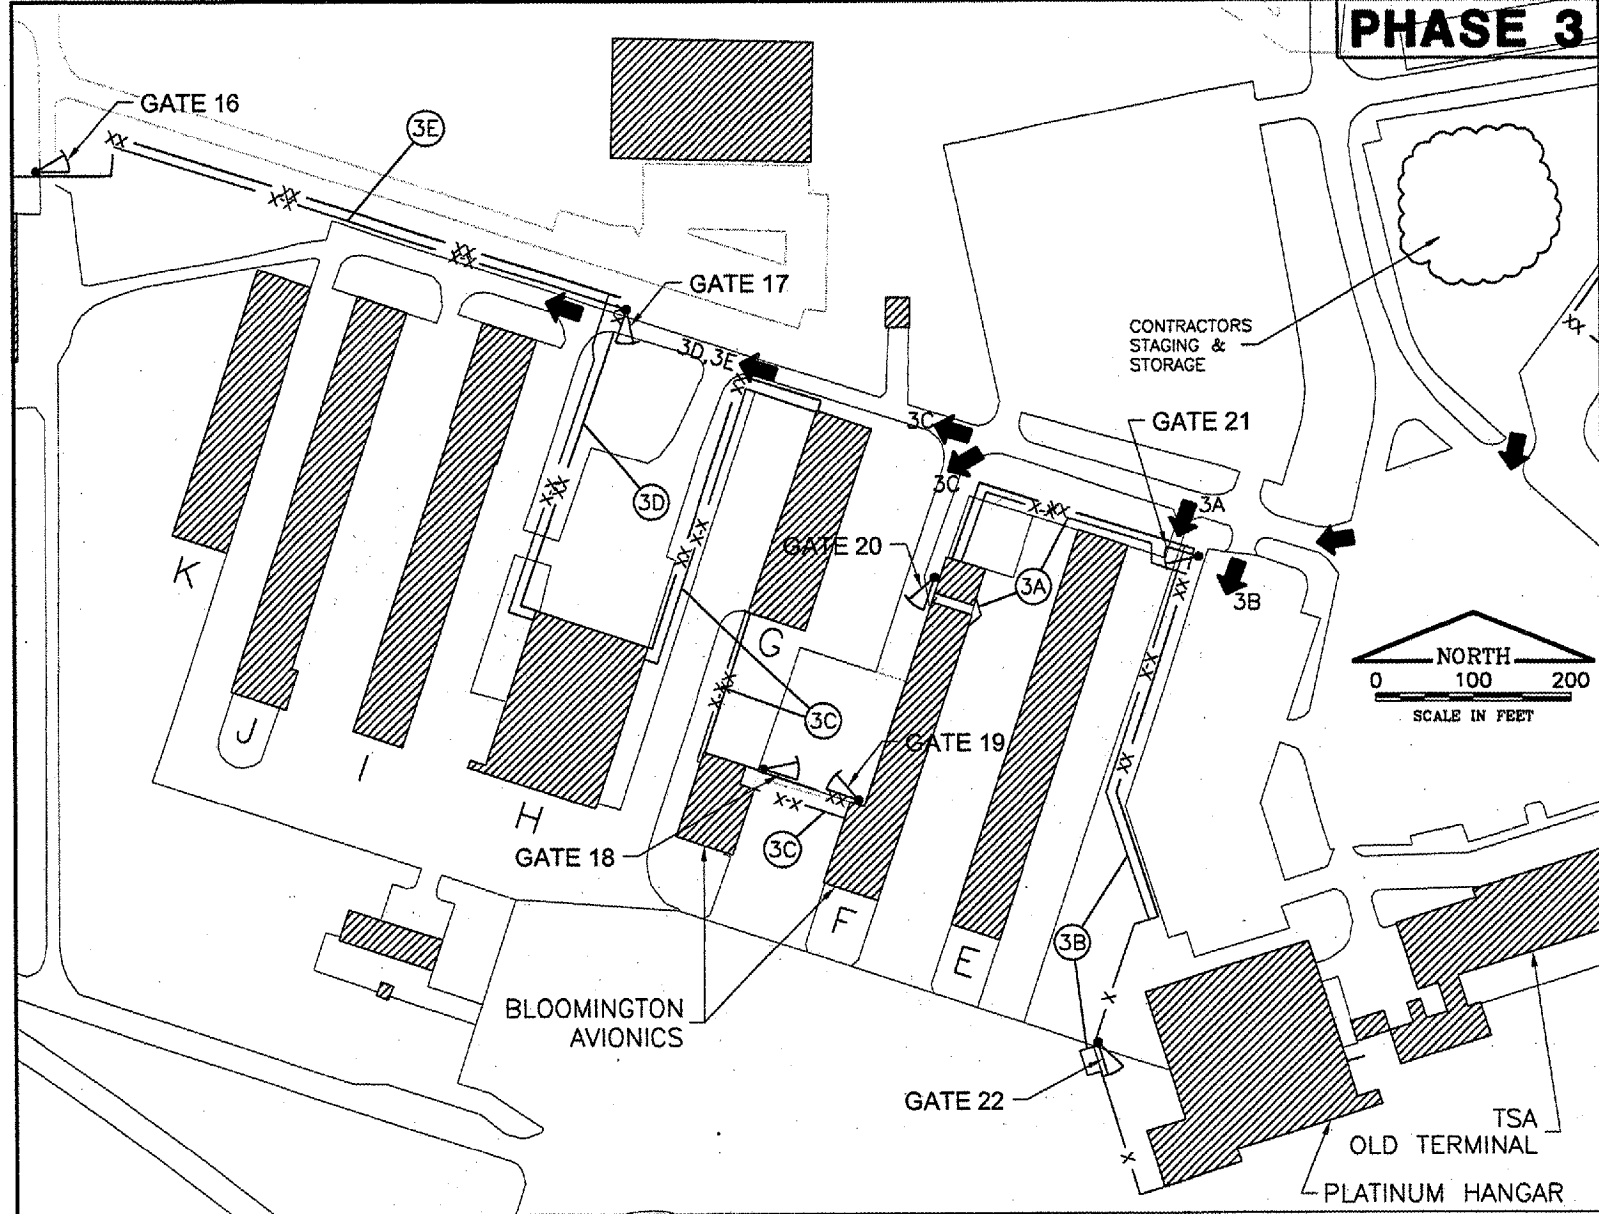 PHASE 3
GATE 16
3E
GATE 17
3D,3E
CONTRACTORS
STAGING &
STORAGE
3C
GATE 21
3C
3A
3D
GATE 20
3A
3B
K
G
NORTH
0 100 200
SCALE IN FEET
J
3C
GATE 19
I
H
GATE 18
3C
F
E
3B
BLOOMINGTON
AVIONICS
GATE 22
TSA
OLD TERMINAL
PLATINUM HANGAR